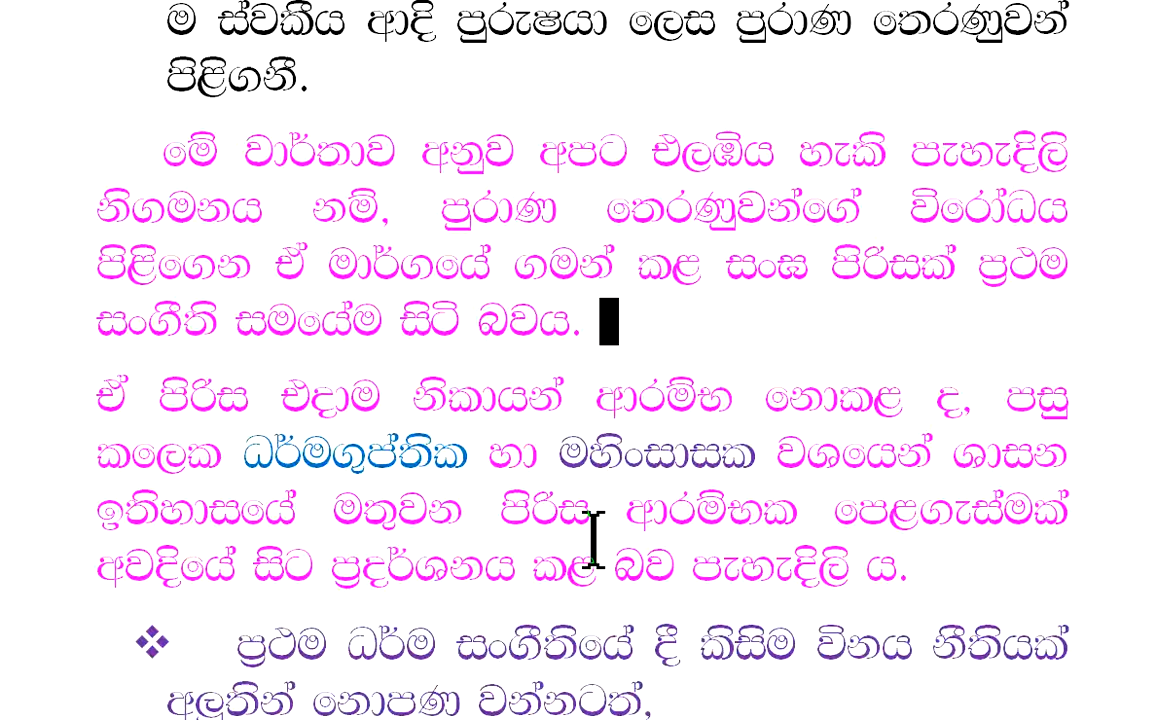 ම ස්වකීය ආදි පුරුෂයා ලෙස පුරාණ තෙරණුවන්
පිළිගනී.
මේ වාර්තාව අනුව අපට එලඹිය හැකි පැහැදිලි
නිගමනය නම්, පුරාණ තෙරණුවන්ගේ විරෝධය
පිළිගෙන ඒ මාර්ගයේ ගමන් කළ සංඝ පිරිසක් ප්‍රථම
සංගීති සමයේම සිටි බවය.
ඒ පිරිස එදාම නිකායන් ආරම්භ නොකළ ද, පසු
කලෙක ධර්මගුප්තික හා මහිංසාසක වශයෙන් ශාසන
ඉතිහාසයේ මතුවන පිරිස ආරම්භක පෙළගැස්මක්
අවදියේ සිට ප්‍රදර්ශනය කළ බව පැහැදිලි ය.
❖ ප්‍රථම ධර්ම සංගීතියේ දී කිසිම විනය නීතියක්
අලුතින් නොපණ වන්නටත්,